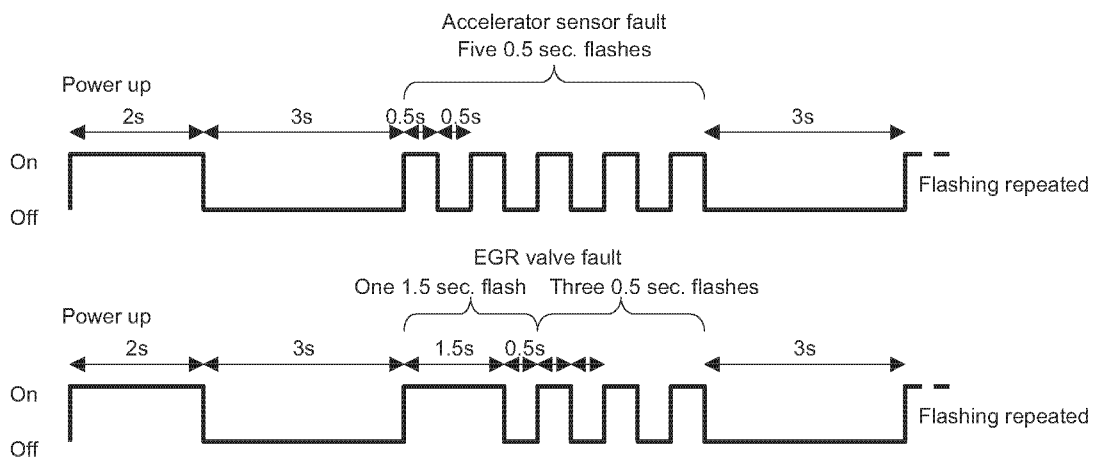 Accelerator sensor fault
Five 0.5 sec. flashes
Power up
2s 3s 0.5s 0.5s 3s
On
Flashing repeated
Off
EGR valve fault
One 1.5 sec. flash Three 0.5 sec. flashes
Power up
2s 3s 1.5s 0.5s 3s
On
Flashing repeated
Off